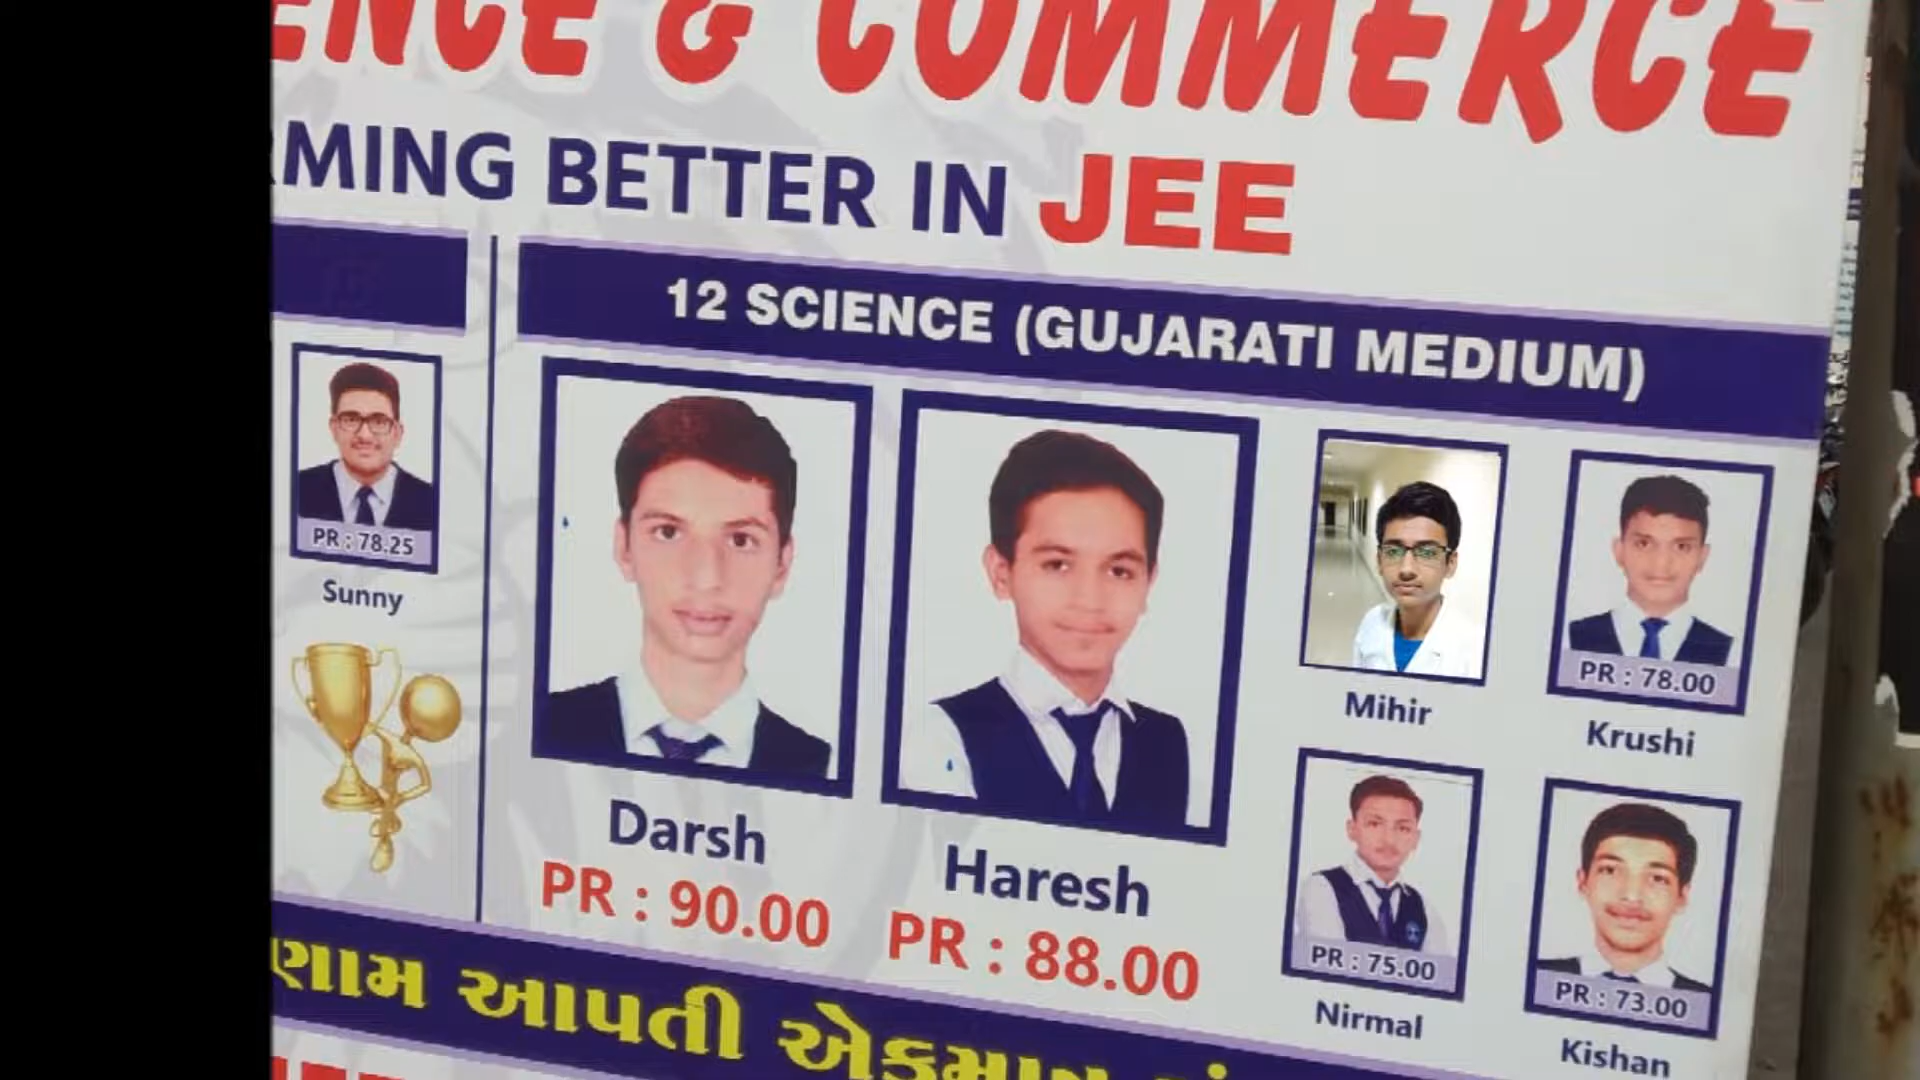 ENCE & COMMERCE
MING BETTER IN JEE
12 SCIENCE (GUJARATI MEDIUM)
PR : 78.25
Sunny
Darsh
PR : 90.00
Haresh
PR : 88.00
Mihir
PR : 78.00
Krushi
PR : 75.00
Nirmal
PR : 73.00
Kishan
ણામ આપતી એકમાત્ર